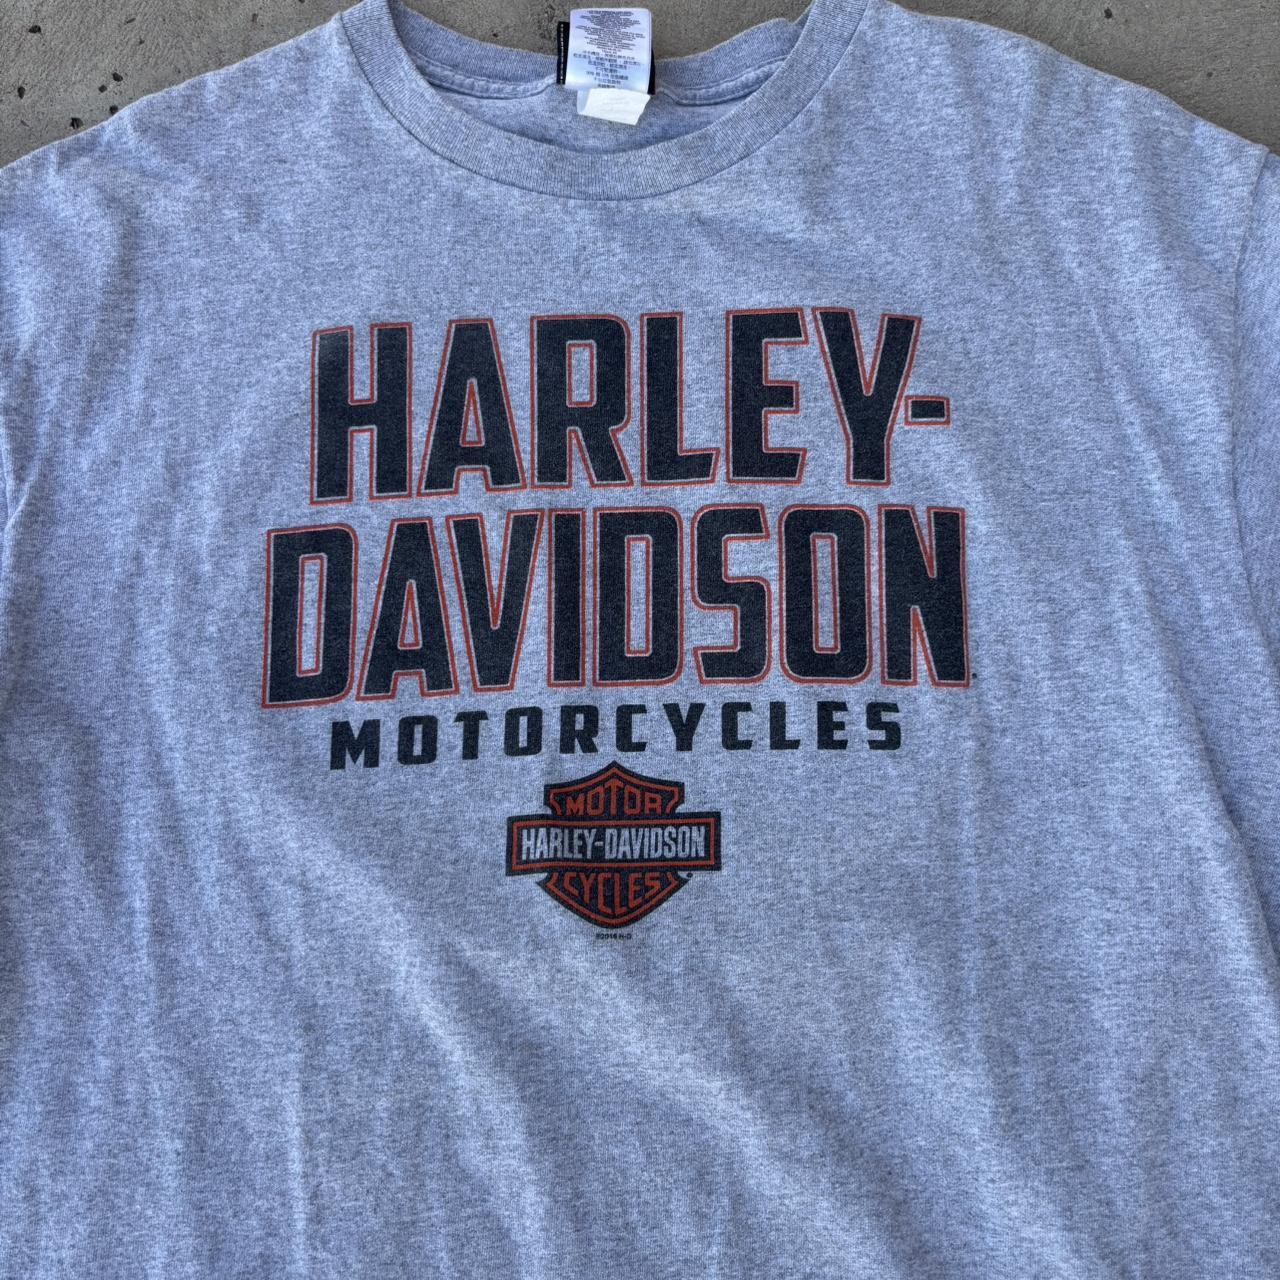 HARLEY-
DAVIDSON
MOTORCYCLES
MOTOR
HARLEY-DAVIDSON
CYCLES